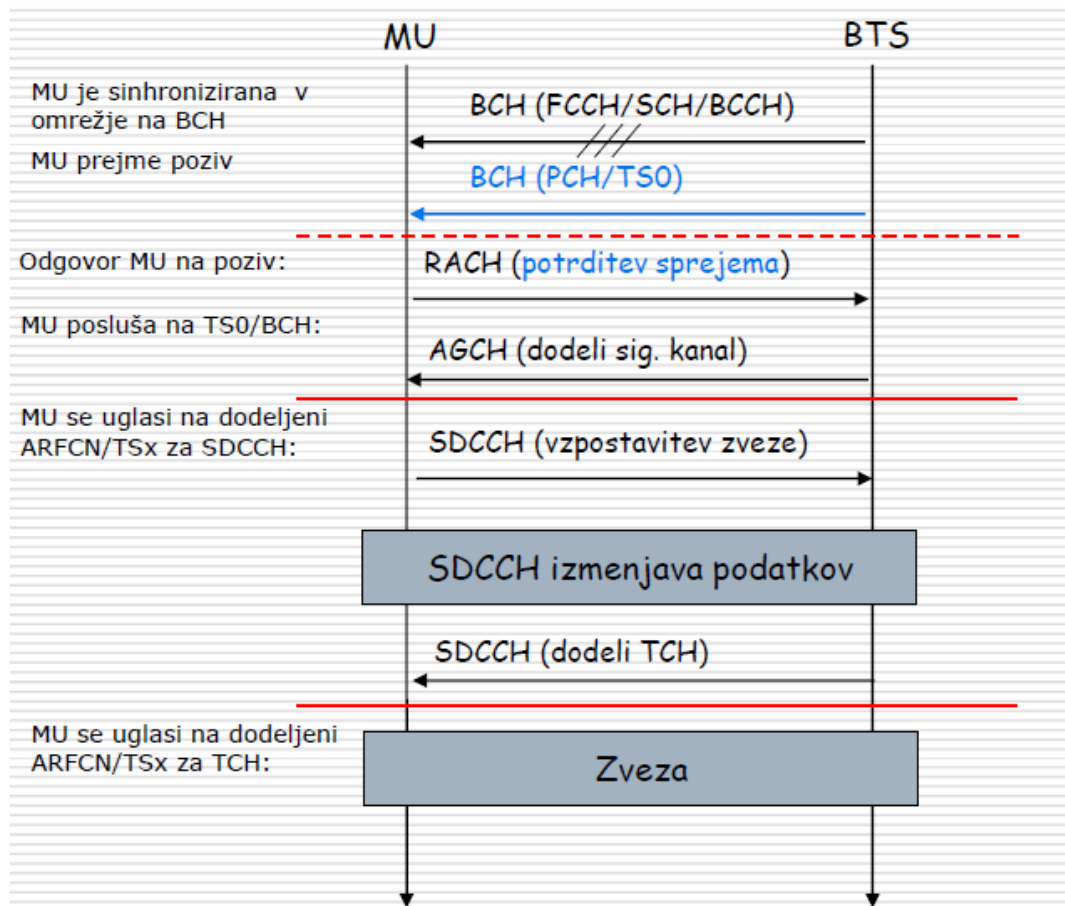 MU
BTS
MU je sinhronizirana v
omrežje na BCH
BCH (FCCH/SCH/BCCH)
MU prejme poziv
BCH (PCH/TS0)
Odgovor MU na poziv:
RACH (potrditev sprejema)
MU posluša na TS0/BCH:
AGCH (dodeli sig. kanal)
MU se uglasi na dodeljeni
ARFCN/TSx za SDCCH:
SDCCH (vzpostavitev zveze)
SDCCH izmenjava podatkov
SDCCH (dodeli TCH)
MU se uglasi na dodeljeni
ARFCN/TSx za TCH:
Zveza